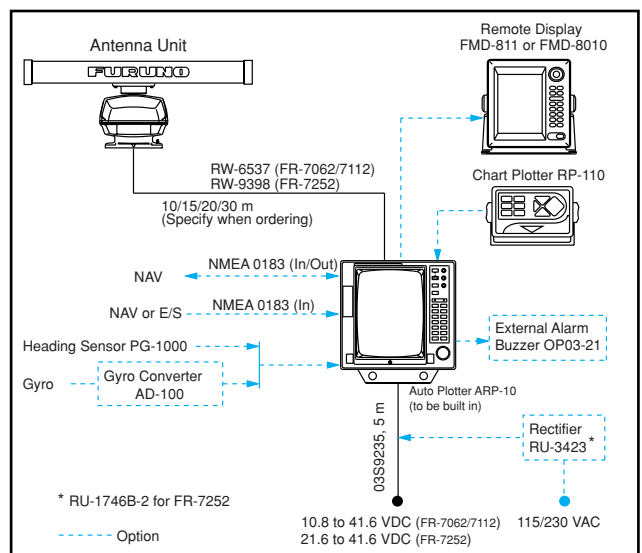 Antenna Unit
FURUNO
Remote Display
FMD-811 or FMD-8010
RW-6537 (FR-7062/7112)
RW-9398 (FR-7252)
10/15/20/30 m
(Specify when ordering)
Chart Plotter RP-110
NAV
NMEA 0183 (In/Out)
NAV or E/S
NMEA 0183 (In)
Heading Sensor PG-1000
Gyro
Gyro Converter
AD-100
External Alarm
Buzzer OP03-21
Auto Plotter ARP-10
(to be built in)
03S9235, 5 m
Rectifier
RU-3423*
* RU-1746B-2 for FR-7252
Option
10.8 to 41.6 VDC (FR-7062/7112)
21.6 to 41.6 VDC (FR-7252)
115/230 VAC